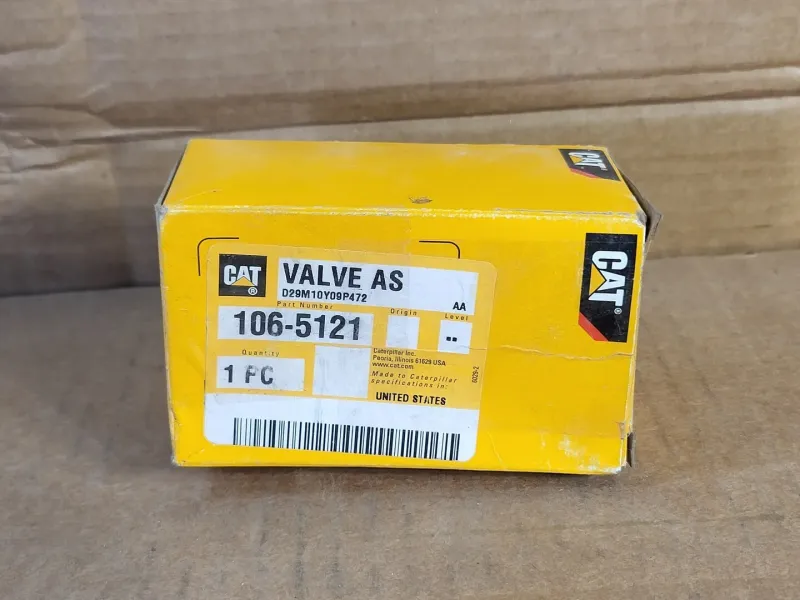 CAT
CAT
CAT ®
VALVE AS
D29M10Y09P472
AA
Part Number
Origin
Level
106-5121
Quantity
1 PC
Caterpillar Inc.
Peoria, Illinois 61629 USA
www.cat.com
Made to Caterpillar
specifications in:
UNITED STATES